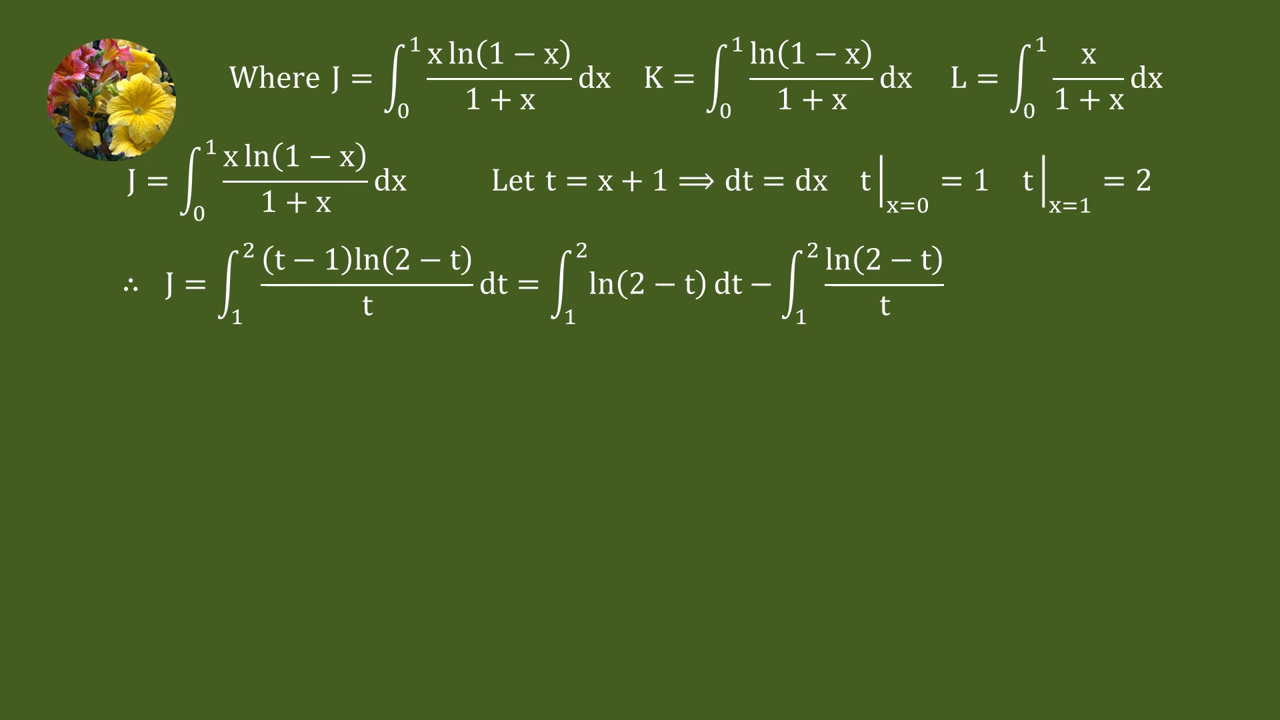 Where J = ∫₀¹ x ln(1 − x) / 1 + x dx K = ∫₀¹ ln(1 − x) / 1 + x dx L = ∫₀¹ x / 1 + x dx
J = ∫₀¹ x ln(1 − x) / 1 + x dx Let t = x + 1 ⟹ dt = dx t |x=0 = 1 t |x=1 = 2
∴ J = ∫₁² (t − 1)ln(2 − t) / t dt = ∫₁² ln(2 − t) dt − ∫₁² ln(2 − t) / t